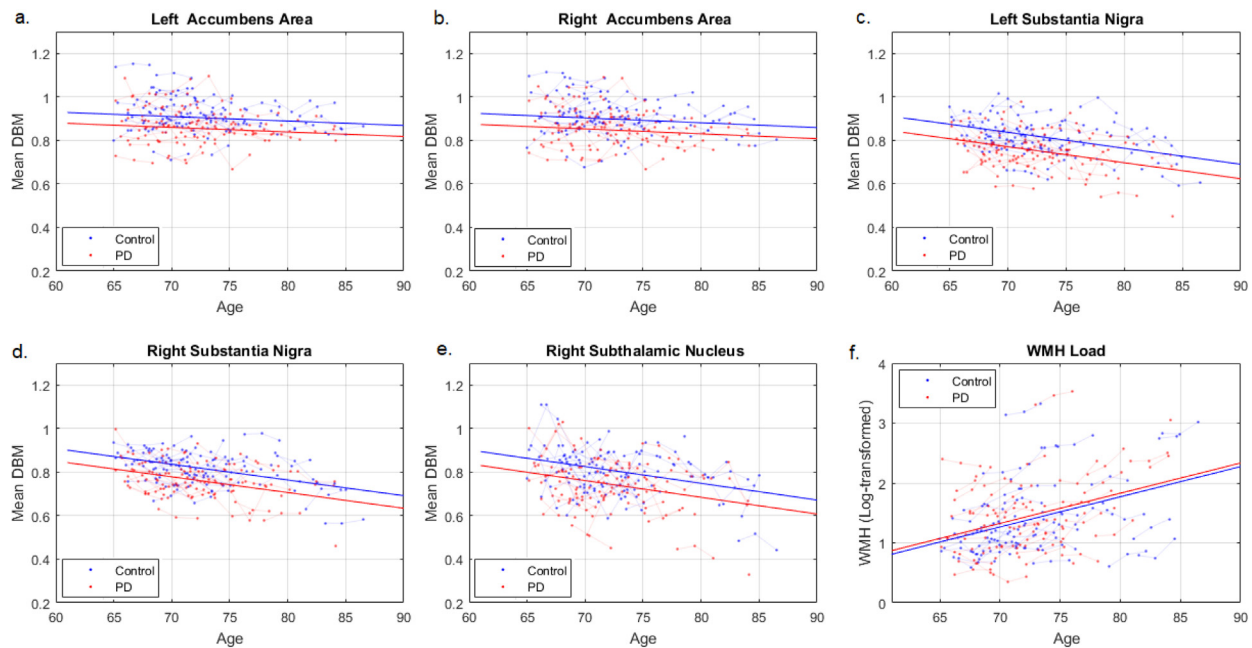 a.
Left Accumbens Area
1.2
1
0.8
0.6
0.4
0.2
Mean DBM
Control
PD
60 65 70 75 80 85 90
Age
b.
Right Accumbens Area
1.2
1
0.8
0.6
0.4
0.2
Mean DBM
Control
PD
60 65 70 75 80 85 90
Age
c.
Left Substantia Nigra
1.2
1
0.8
0.6
0.4
0.2
Mean DBM
Control
PD
60 65 70 75 80 85 90
Age
d.
Right Substantia Nigra
1.2
1
0.8
0.6
0.4
0.2
Mean DBM
Control
PD
60 65 70 75 80 85 90
Age
e.
Right Subthalamic Nucleus
1.2
1
0.8
0.6
0.4
0.2
Mean DBM
Control
PD
60 65 70 75 80 85 90
Age
f.
WMH Load
4
3
2
1
0
WMH (Log-transformed)
Control
PD
65 70 75 80 85 90
Age